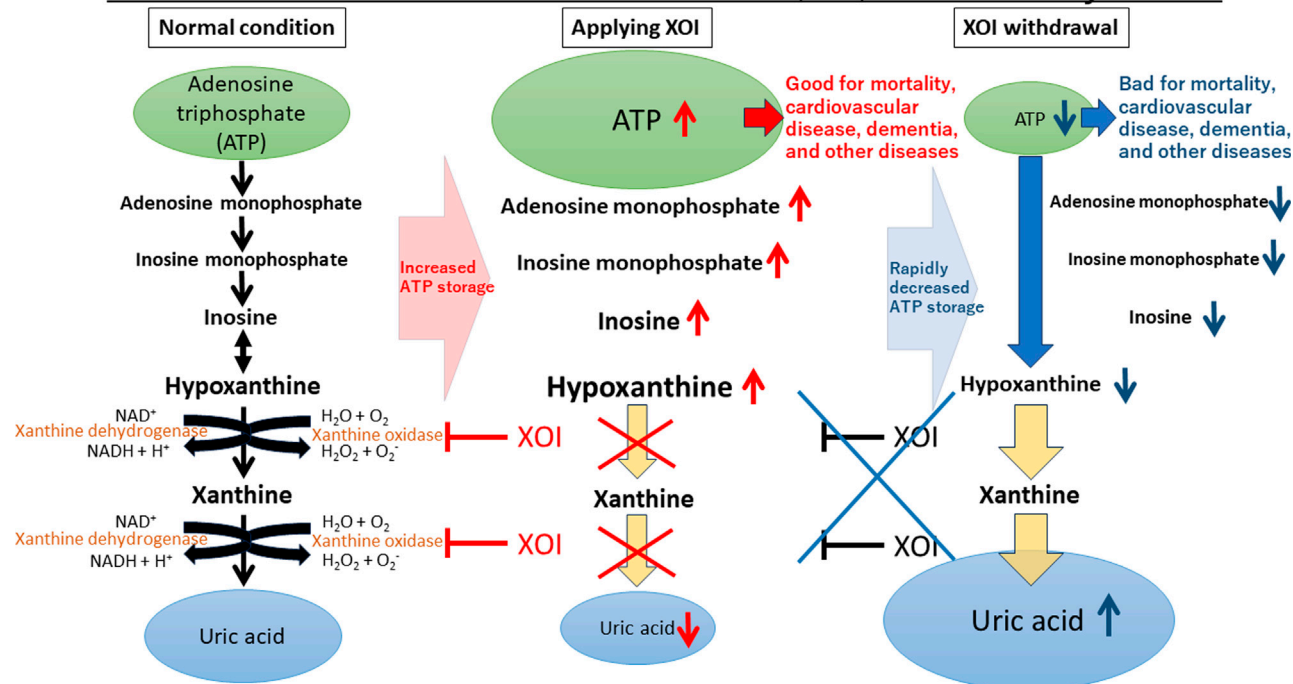 Normal condition
Adenosine
triphosphate
(ATP)
Adenosine monophosphate
Inosine monophosphate
Inosine
Hypoxanthine
NAD⁺
H₂O + O₂
Xanthine dehydrogenase
Xanthine oxidase
NADH + H⁺
H₂O₂ + O₂⁻
Xanthine
NAD⁺
H₂O + O₂
Xanthine dehydrogenase
Xanthine oxidase
NADH + H⁺
H₂O₂ + O₂⁻
Uric acid
Increased
ATP storage
XOI
XOI
Applying XOI
ATP
Good for mortality,
cardiovascular
disease, dementia,
and other diseases
Adenosine monophosphate
Inosine monophosphate
Inosine
Hypoxanthine
Xanthine
Uric acid
Rapidly
decreased
ATP storage
XOI
XOI
XOI withdrawal
ATP
Bad for mortality,
cardiovascular
disease, dementia,
and other diseases
Adenosine monophosphate
Inosine monophosphate
Inosine
Hypoxanthine
Xanthine
Uric acid